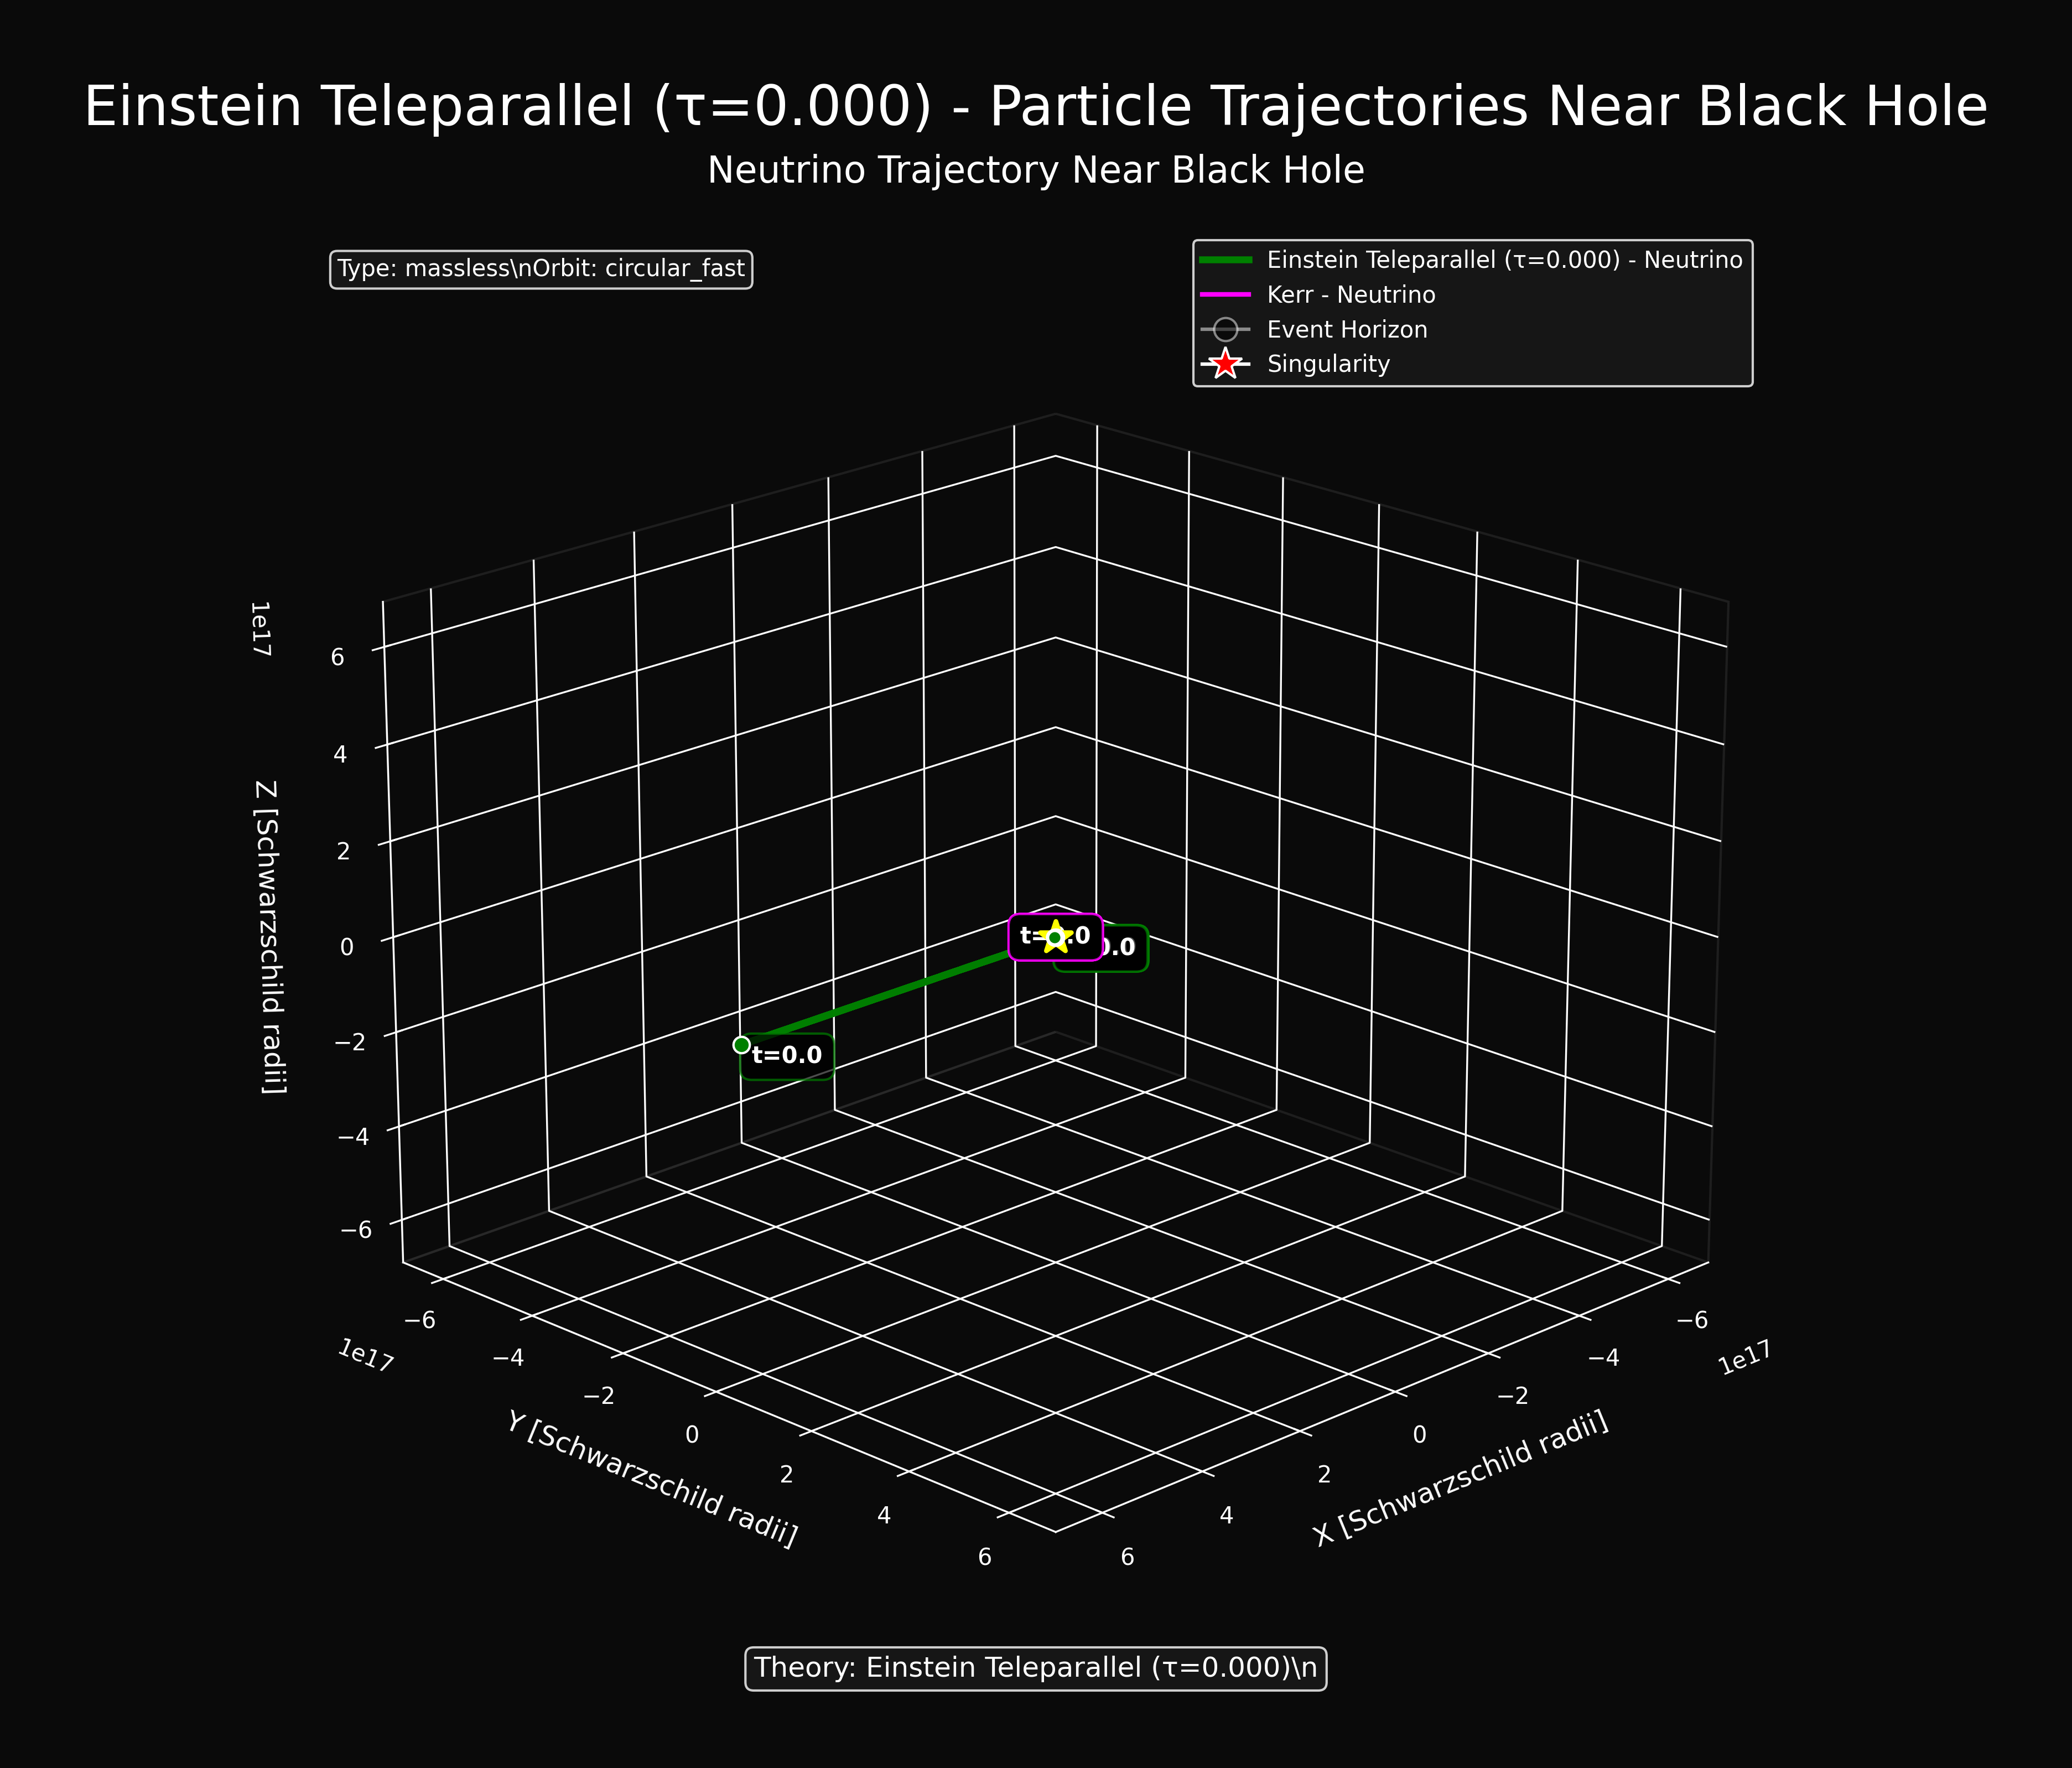 Einstein Teleparallel (τ=0.000) - Particle Trajectories Near Black Hole
Neutrino Trajectory Near Black Hole
Type: massless\nOrbit: circular_fast
Einstein Teleparallel (τ=0.000) - Neutrino
Kerr - Neutrino
Event Horizon
Singularity
1e17
6
4
2
0
−2
−4
−6
Z [Schwarzschild radii]
t=0.0
t=0.0
−6
−4
−2
0
2
4
6
1e17
Y [Schwarzschild radii]
6
4
2
0
−2
−4
−6
1e17
X [Schwarzschild radii]
Theory: Einstein Teleparallel (τ=0.000)\n